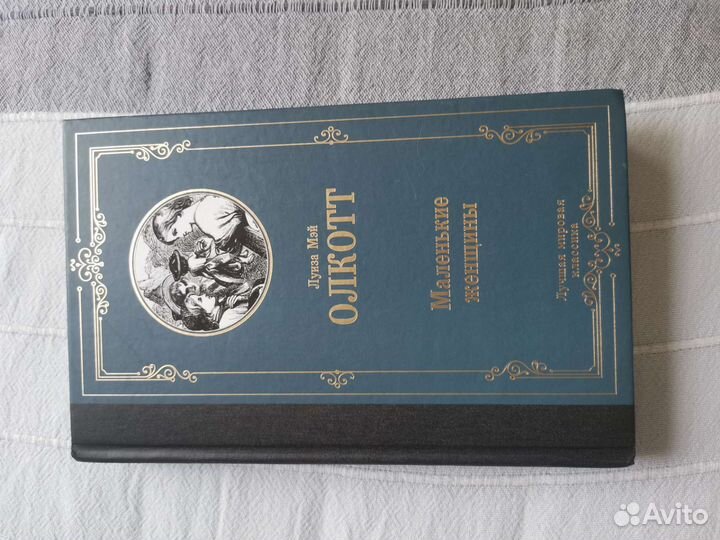 Луиза Мэй
ОЛКОТТ
Маленькие
женщины
Лучшая мировая
классика
Avito